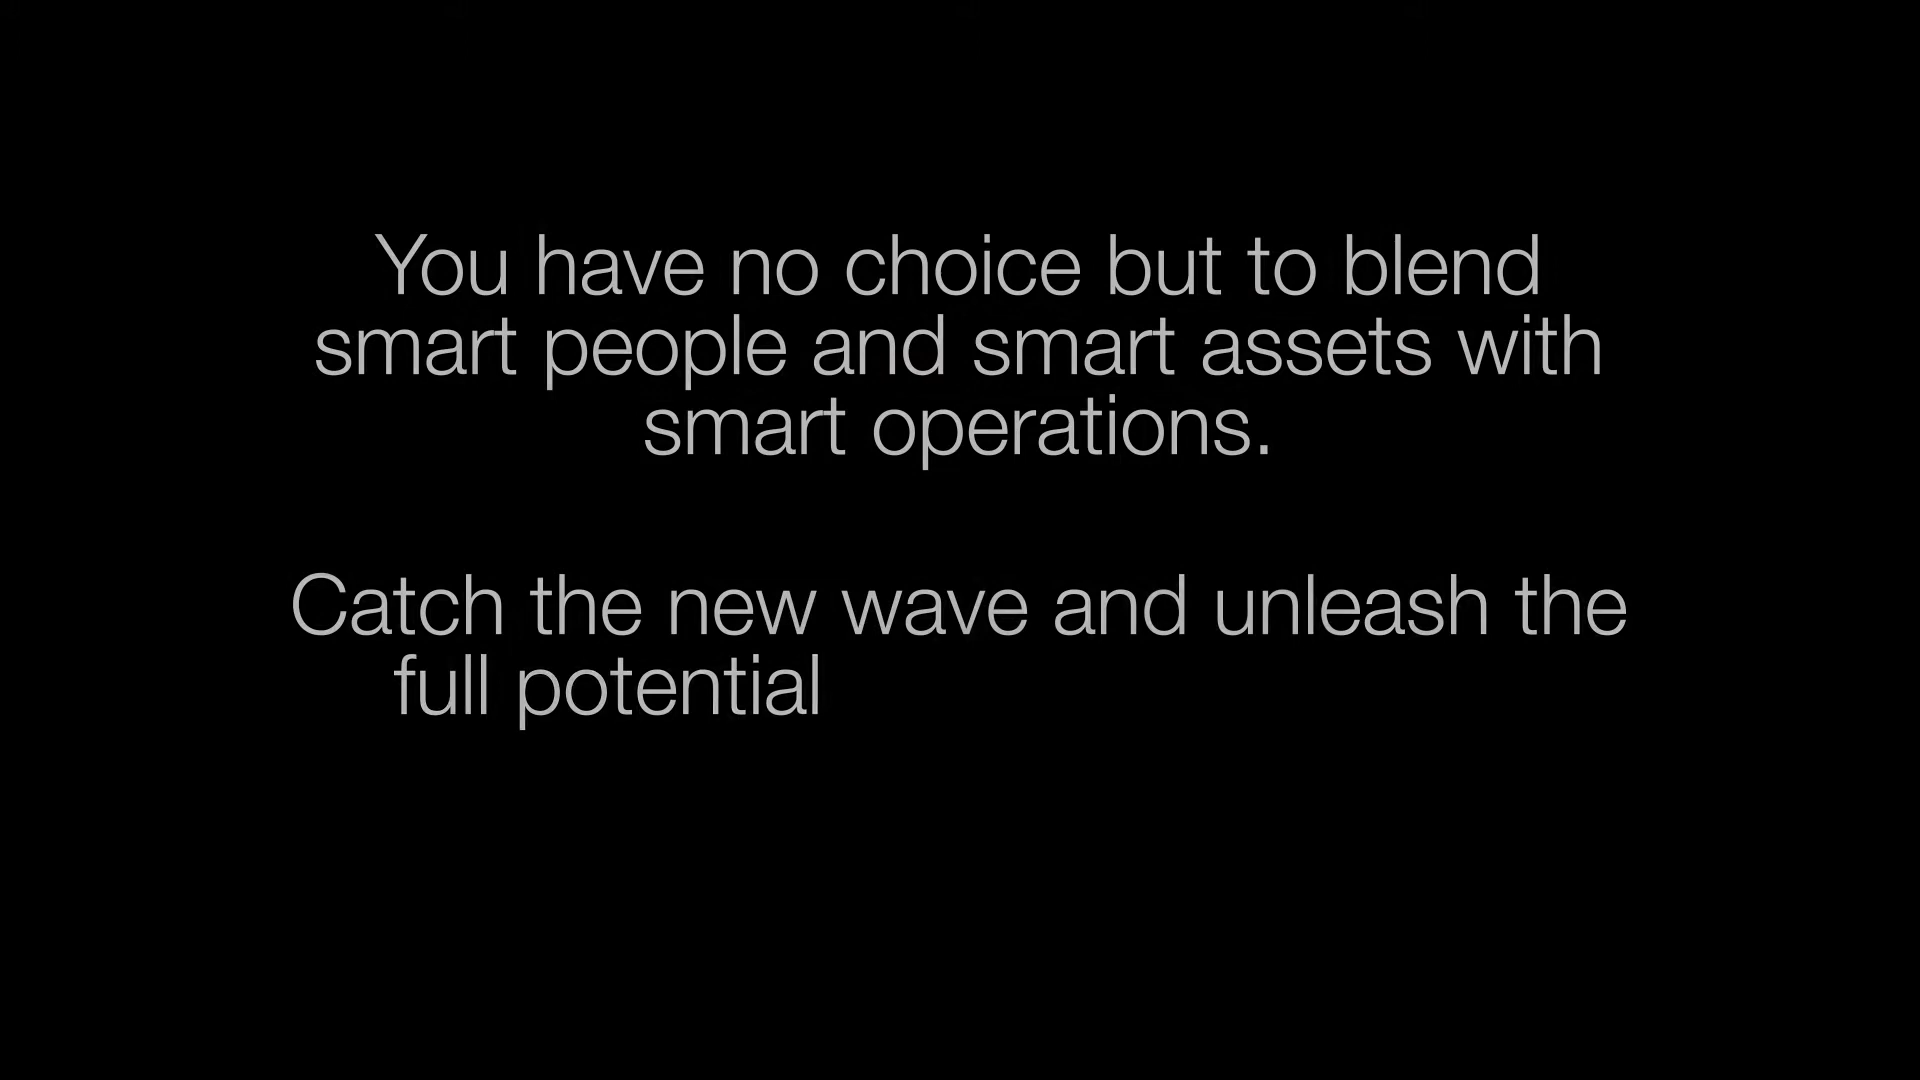 You have no choice but to blend
smart people and smart assets with
smart operations.
Catch the new wave and unleash the
full potential